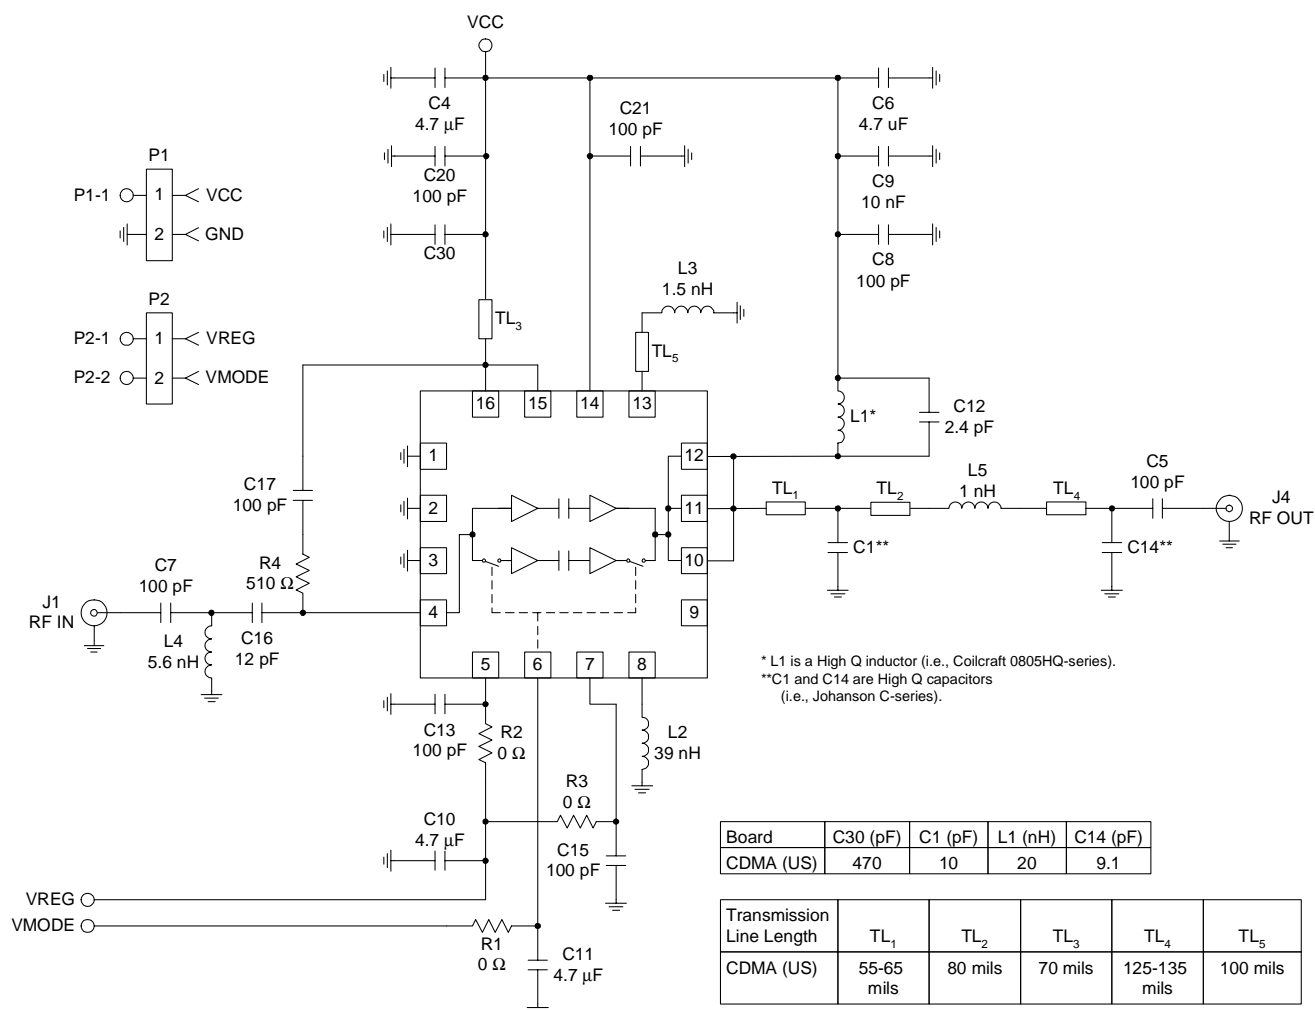 VCC
C4
4.7 µF
C21
100 pF
C6
4.7 uF
P1
P1-1
1
VCC
2
GND
C20
100 pF
C9
10 nF
C30
C8
100 pF
P2
P2-1
1
VREG
P2-2
2
VMODE
TL3
L3
1.5 nH
TL5
16
15
14
13
L1*
C12
2.4 pF
1
12
C17
100 pF
2
11
TL1
TL2
L5
1 nH
TL4
C5
100 pF
J4
RF OUT
C1**
C14**
3
10
R4
510 Ω
C7
100 pF
J1
RF IN
L4
5.6 nH
C16
12 pF
4
9
5
6
7
8
* L1 is a High Q inductor (i.e., Coilcraft 0805HQ-series).
**C1 and C14 are High Q capacitors
(i.e., Johanson C-series).
C13
100 pF
R2
0 Ω
L2
39 nH
R3
0 Ω
C10
4.7 µF
C15
100 pF
VREG
VMODE
R1
0 Ω
C11
4.7 µF
Board C30 (pF) C1 (pF) L1 (nH) C14 (pF)
CDMA (US) 470 10 20 9.1
Transmission
Line Length TL1 TL2 TL3 TL4 TL5
CDMA (US) 55-65 80 mils 70 mils 125-135 100 mils
mils mils